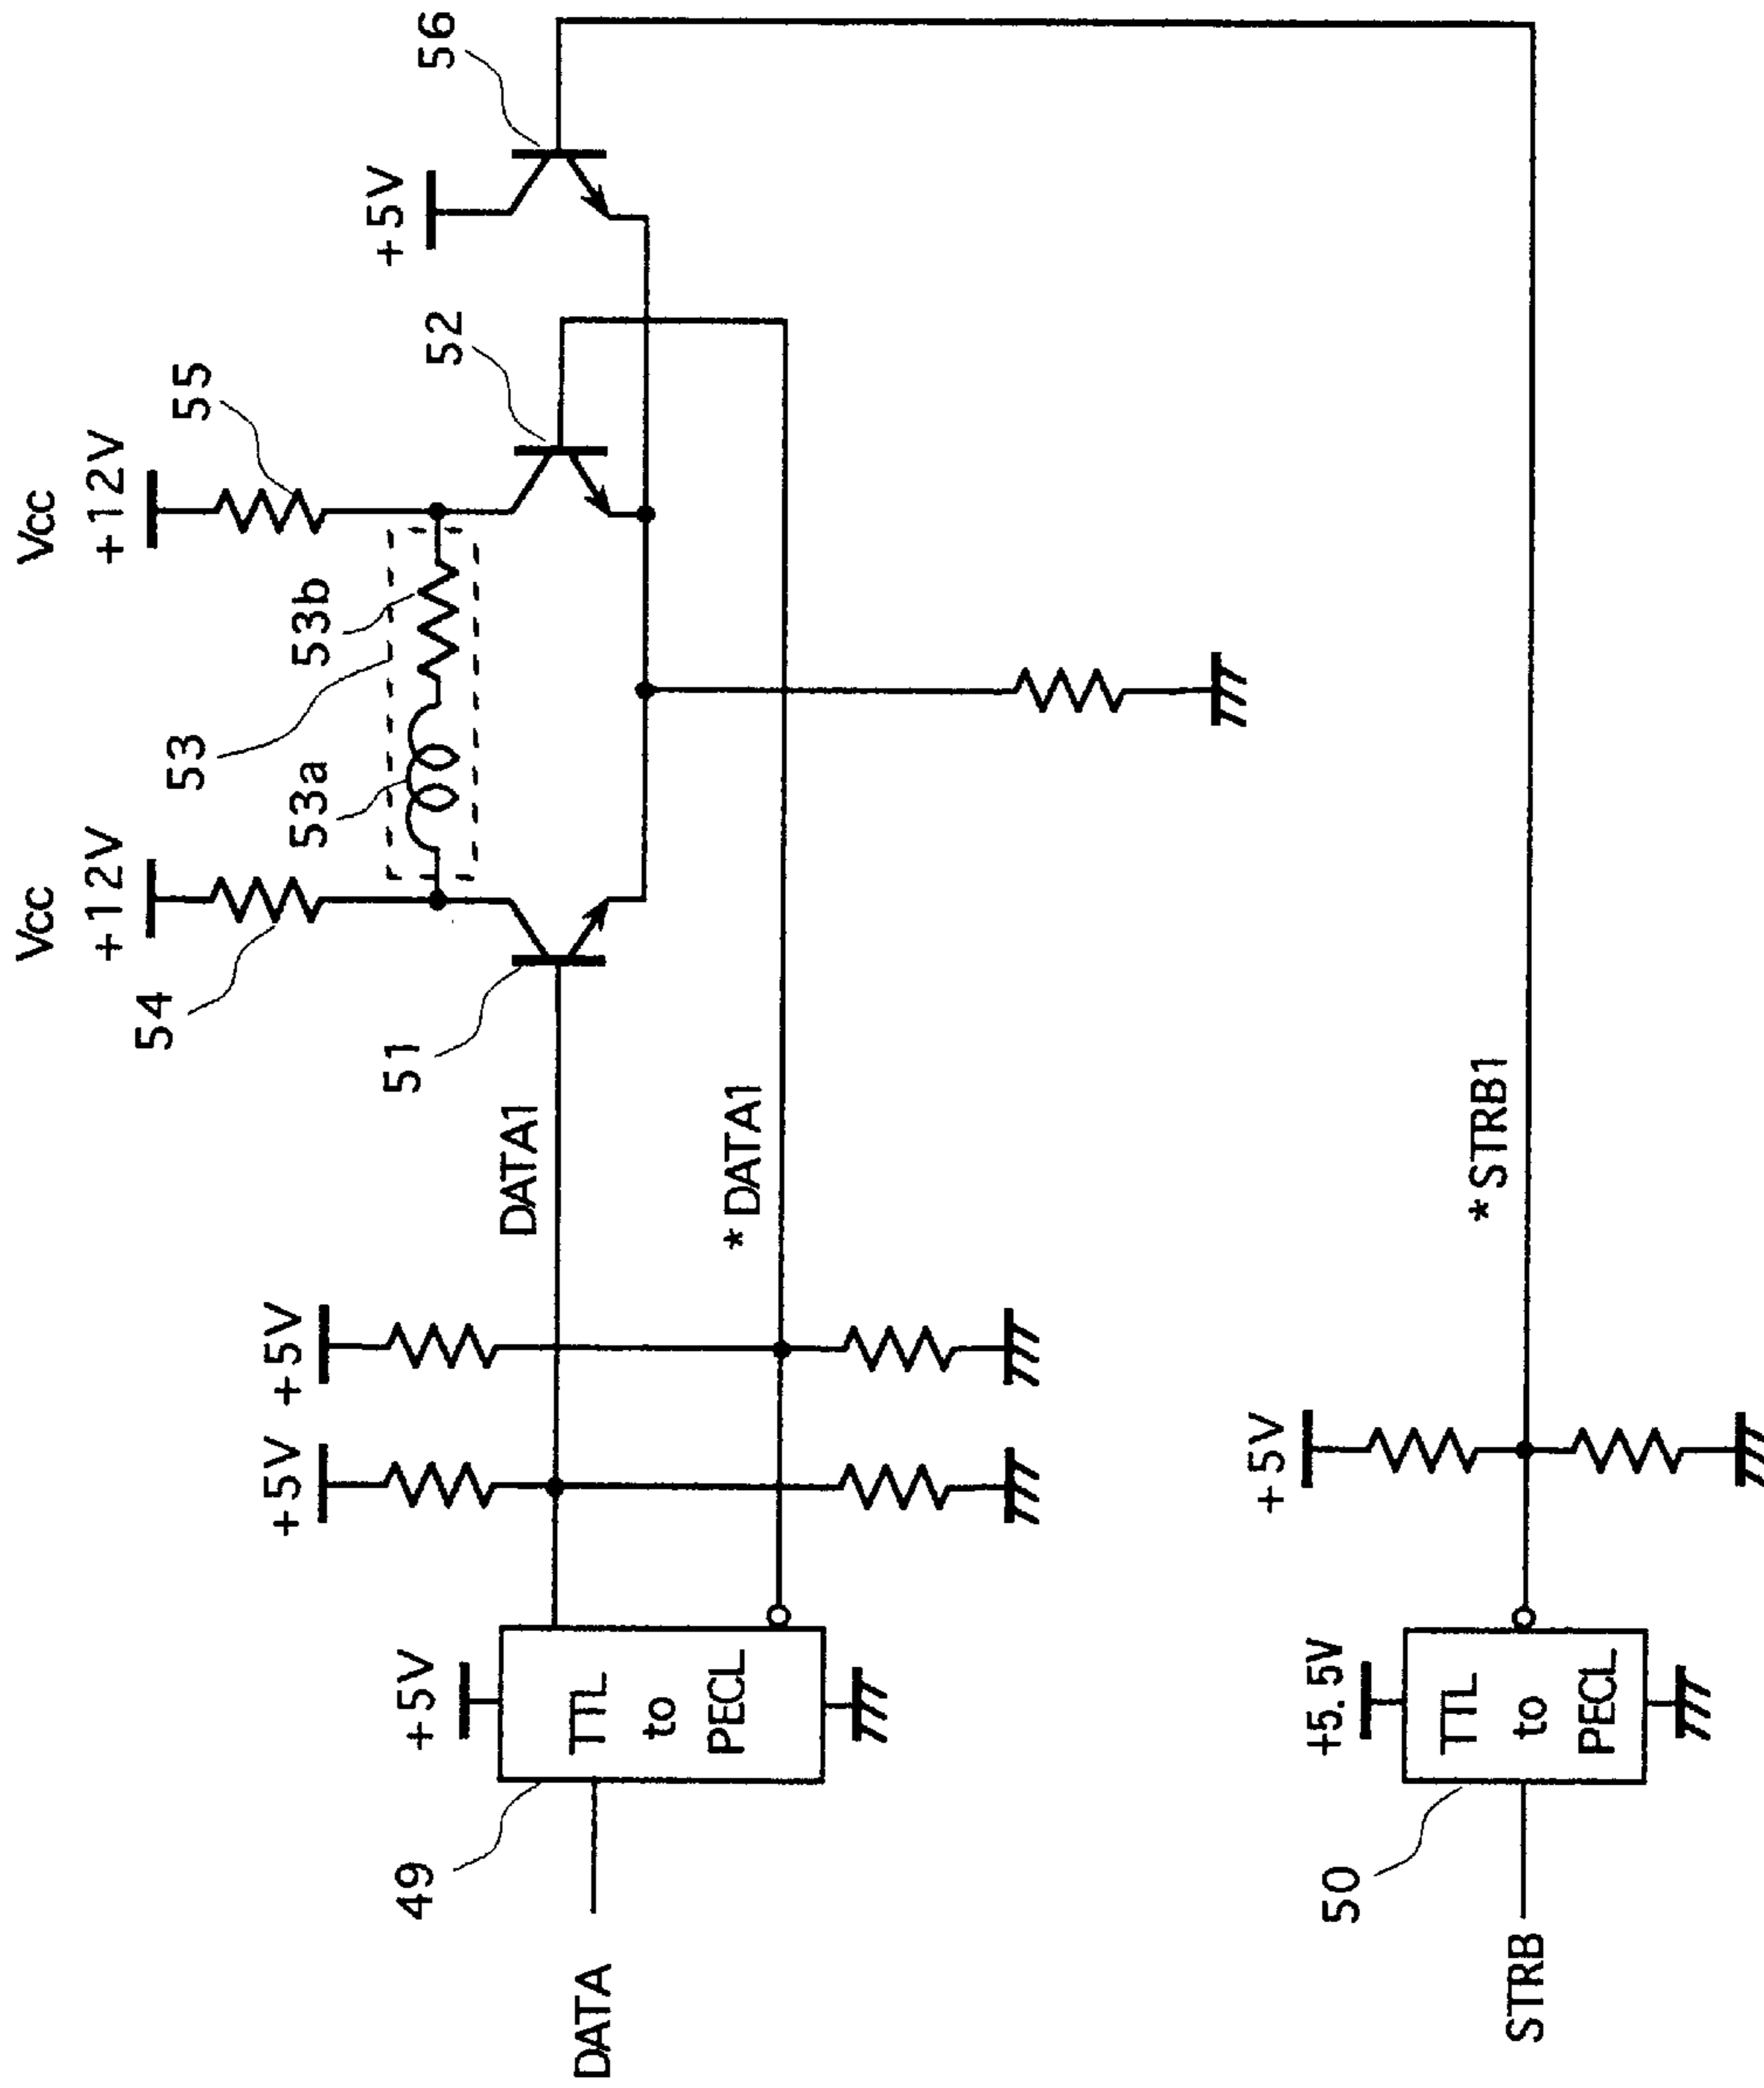 Vcc
+12V
54
Vcc
+12V
55
53
53a
53b
+5V
56
52
51
+5V
+5V
DATA1
*DATA1
49
+5V
TTL
to
PECL
DATA
+5V
*STRB1
50
+5.5V
TTL
to
PECL
STRB